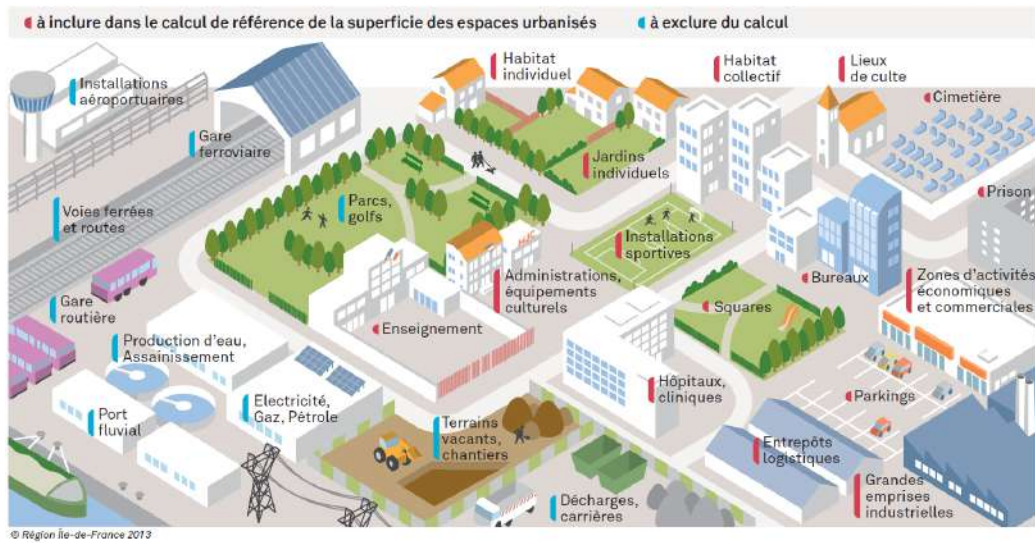 à inclure dans le calcul de référence de la superficie des espaces urbanisés
à exclure du calcul
Installations
aéroportuaires
Habitat
individuel
Habitat
collectif
Lieux
de culte
Cimetière
Gare
ferroviaire
Jardins
individuels
Prison
Voies ferrées
et routes
Parcs,
golfs
Installations
sportives
Gare
routière
Administrations,
équipements
culturels
Bureaux
Zones d'activités
économiques
et commerciales
Enseignement
Squares
Production d'eau,
Assainissement
Port
fluvial
Electricité,
Gaz, Pétrole
Terrains
vacants,
chantiers
Hôpitaux,
cliniques
Parkings
Entrepôts
logistiques
Décharges,
carrières
Grandes
emprises
industrielles
© Région Île-de-France 2013